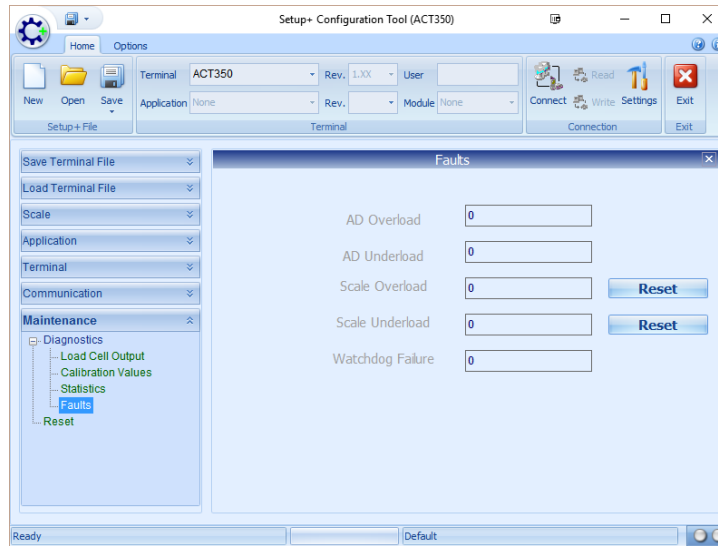 Setup+ Configuration Tool (ACT350)
Home Options
New Open Save
Setup+File
Terminal ACT350 Rev. 1.XX User
Application None Rev. Module None
Terminal
Connect Read Write Settings
Connection
Exit
Exit
Save Terminal File
Load Terminal File
Scale
Application
Terminal
Communication
Maintenance
Diagnostics
Load Cell Output
Calibration Values
Statistics
Faults
Reset
Faults
AD Overload 0
AD Underload 0
Scale Overload 0 Reset
Scale Underload 0 Reset
Watchdog Failure 0
Ready Default